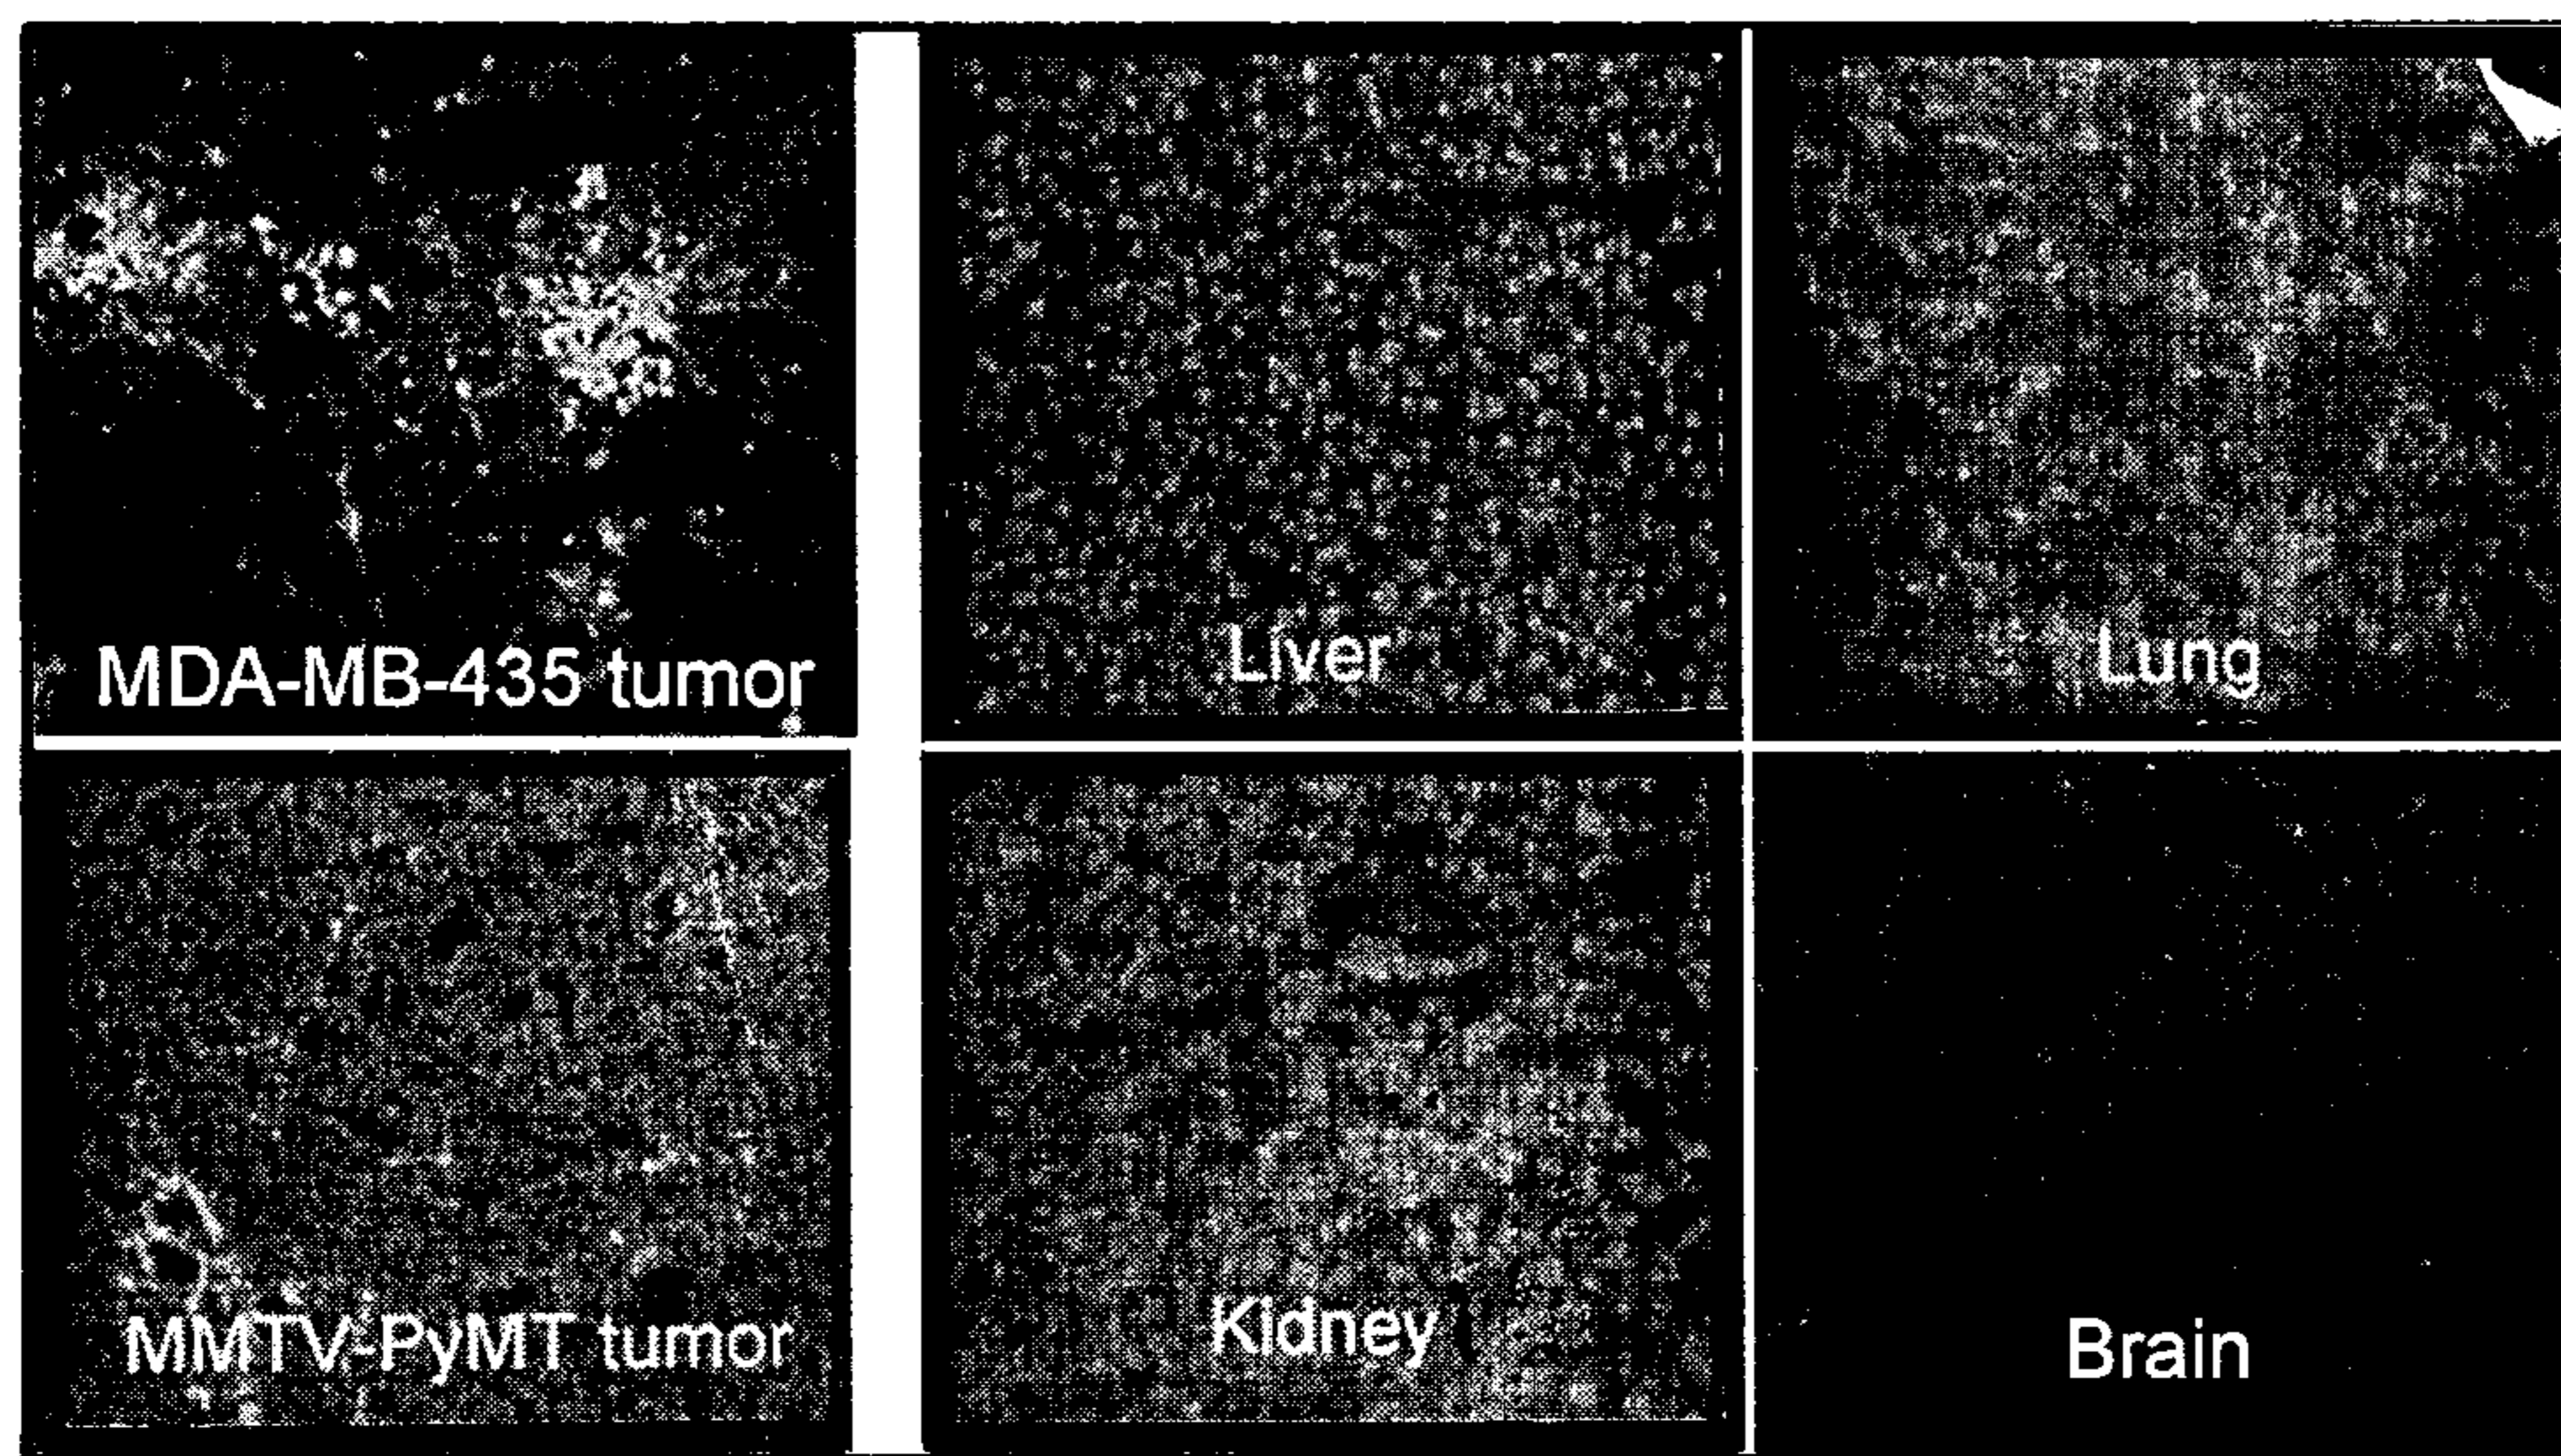 MDA-MB-435 tumor
Liver
Lung
MMTV-PyMT tumor
Kidney
Brain